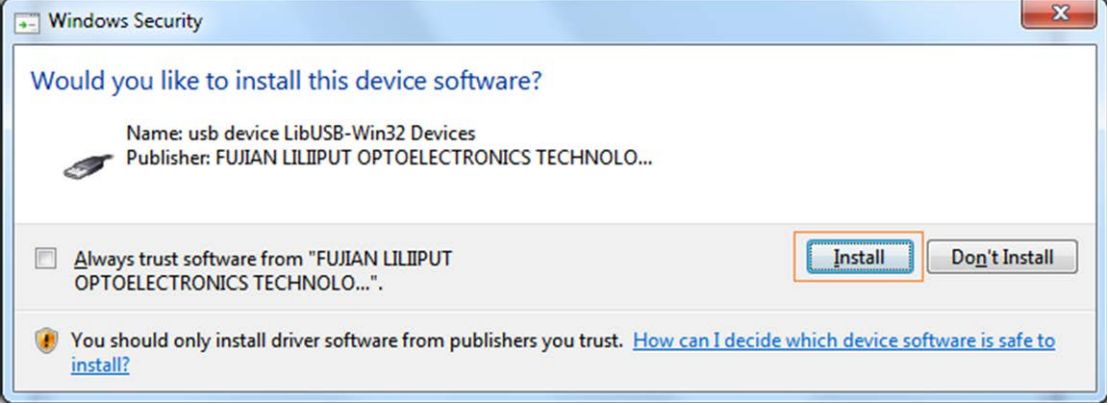 Windows Security
Would you like to install this device software?
Name: usb device LibUSB-Win32 Devices
Publisher: FUJIAN LILIIPUT OPTOELECTRONICS TECHNOLO...
Always trust software from "FUJIAN LILIIPUT
OPTOELECTRONICS TECHNOLO...".
Install
Don't Install
You should only install driver software from publishers you trust. How can I decide which device software is safe to
install?